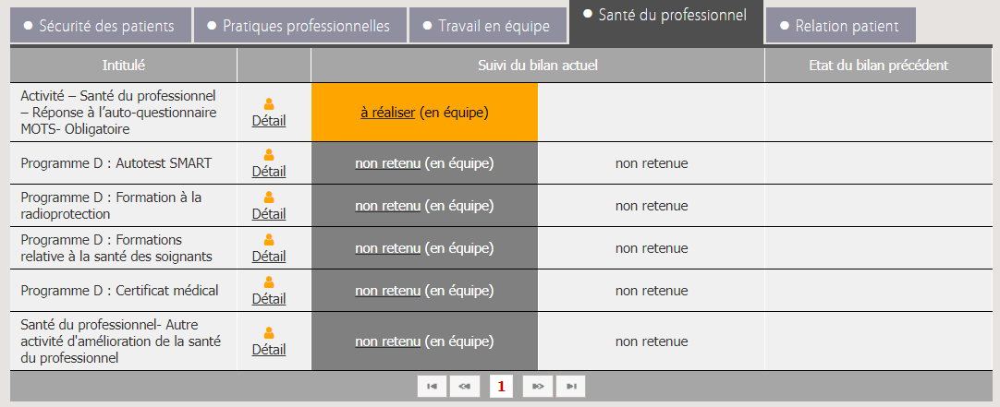 Sécurité des patients
Pratiques professionnelles
Travail en équipe
Santé du professionnel
Relation patient
Intitulé
Suivi du bilan actuel
Etat du bilan précédent
Activité – Santé du professionnel
– Réponse à l'auto-questionnaire
MOTS- Obligatoire
Détail
à réaliser (en équipe)
Programme D : Autotest SMART
Détail
non retenu (en équipe)
non retenue
Programme D : Formation à la
radioprotection
Détail
non retenu (en équipe)
non retenue
Programme D : Formations
relative à la santé des soignants
Détail
non retenu (en équipe)
non retenue
Programme D : Certificat médical
Détail
non retenu (en équipe)
non retenue
Santé du professionnel- Autre
activité d'amélioration de la santé
du professionnel
Détail
non retenu (en équipe)
non retenue
1